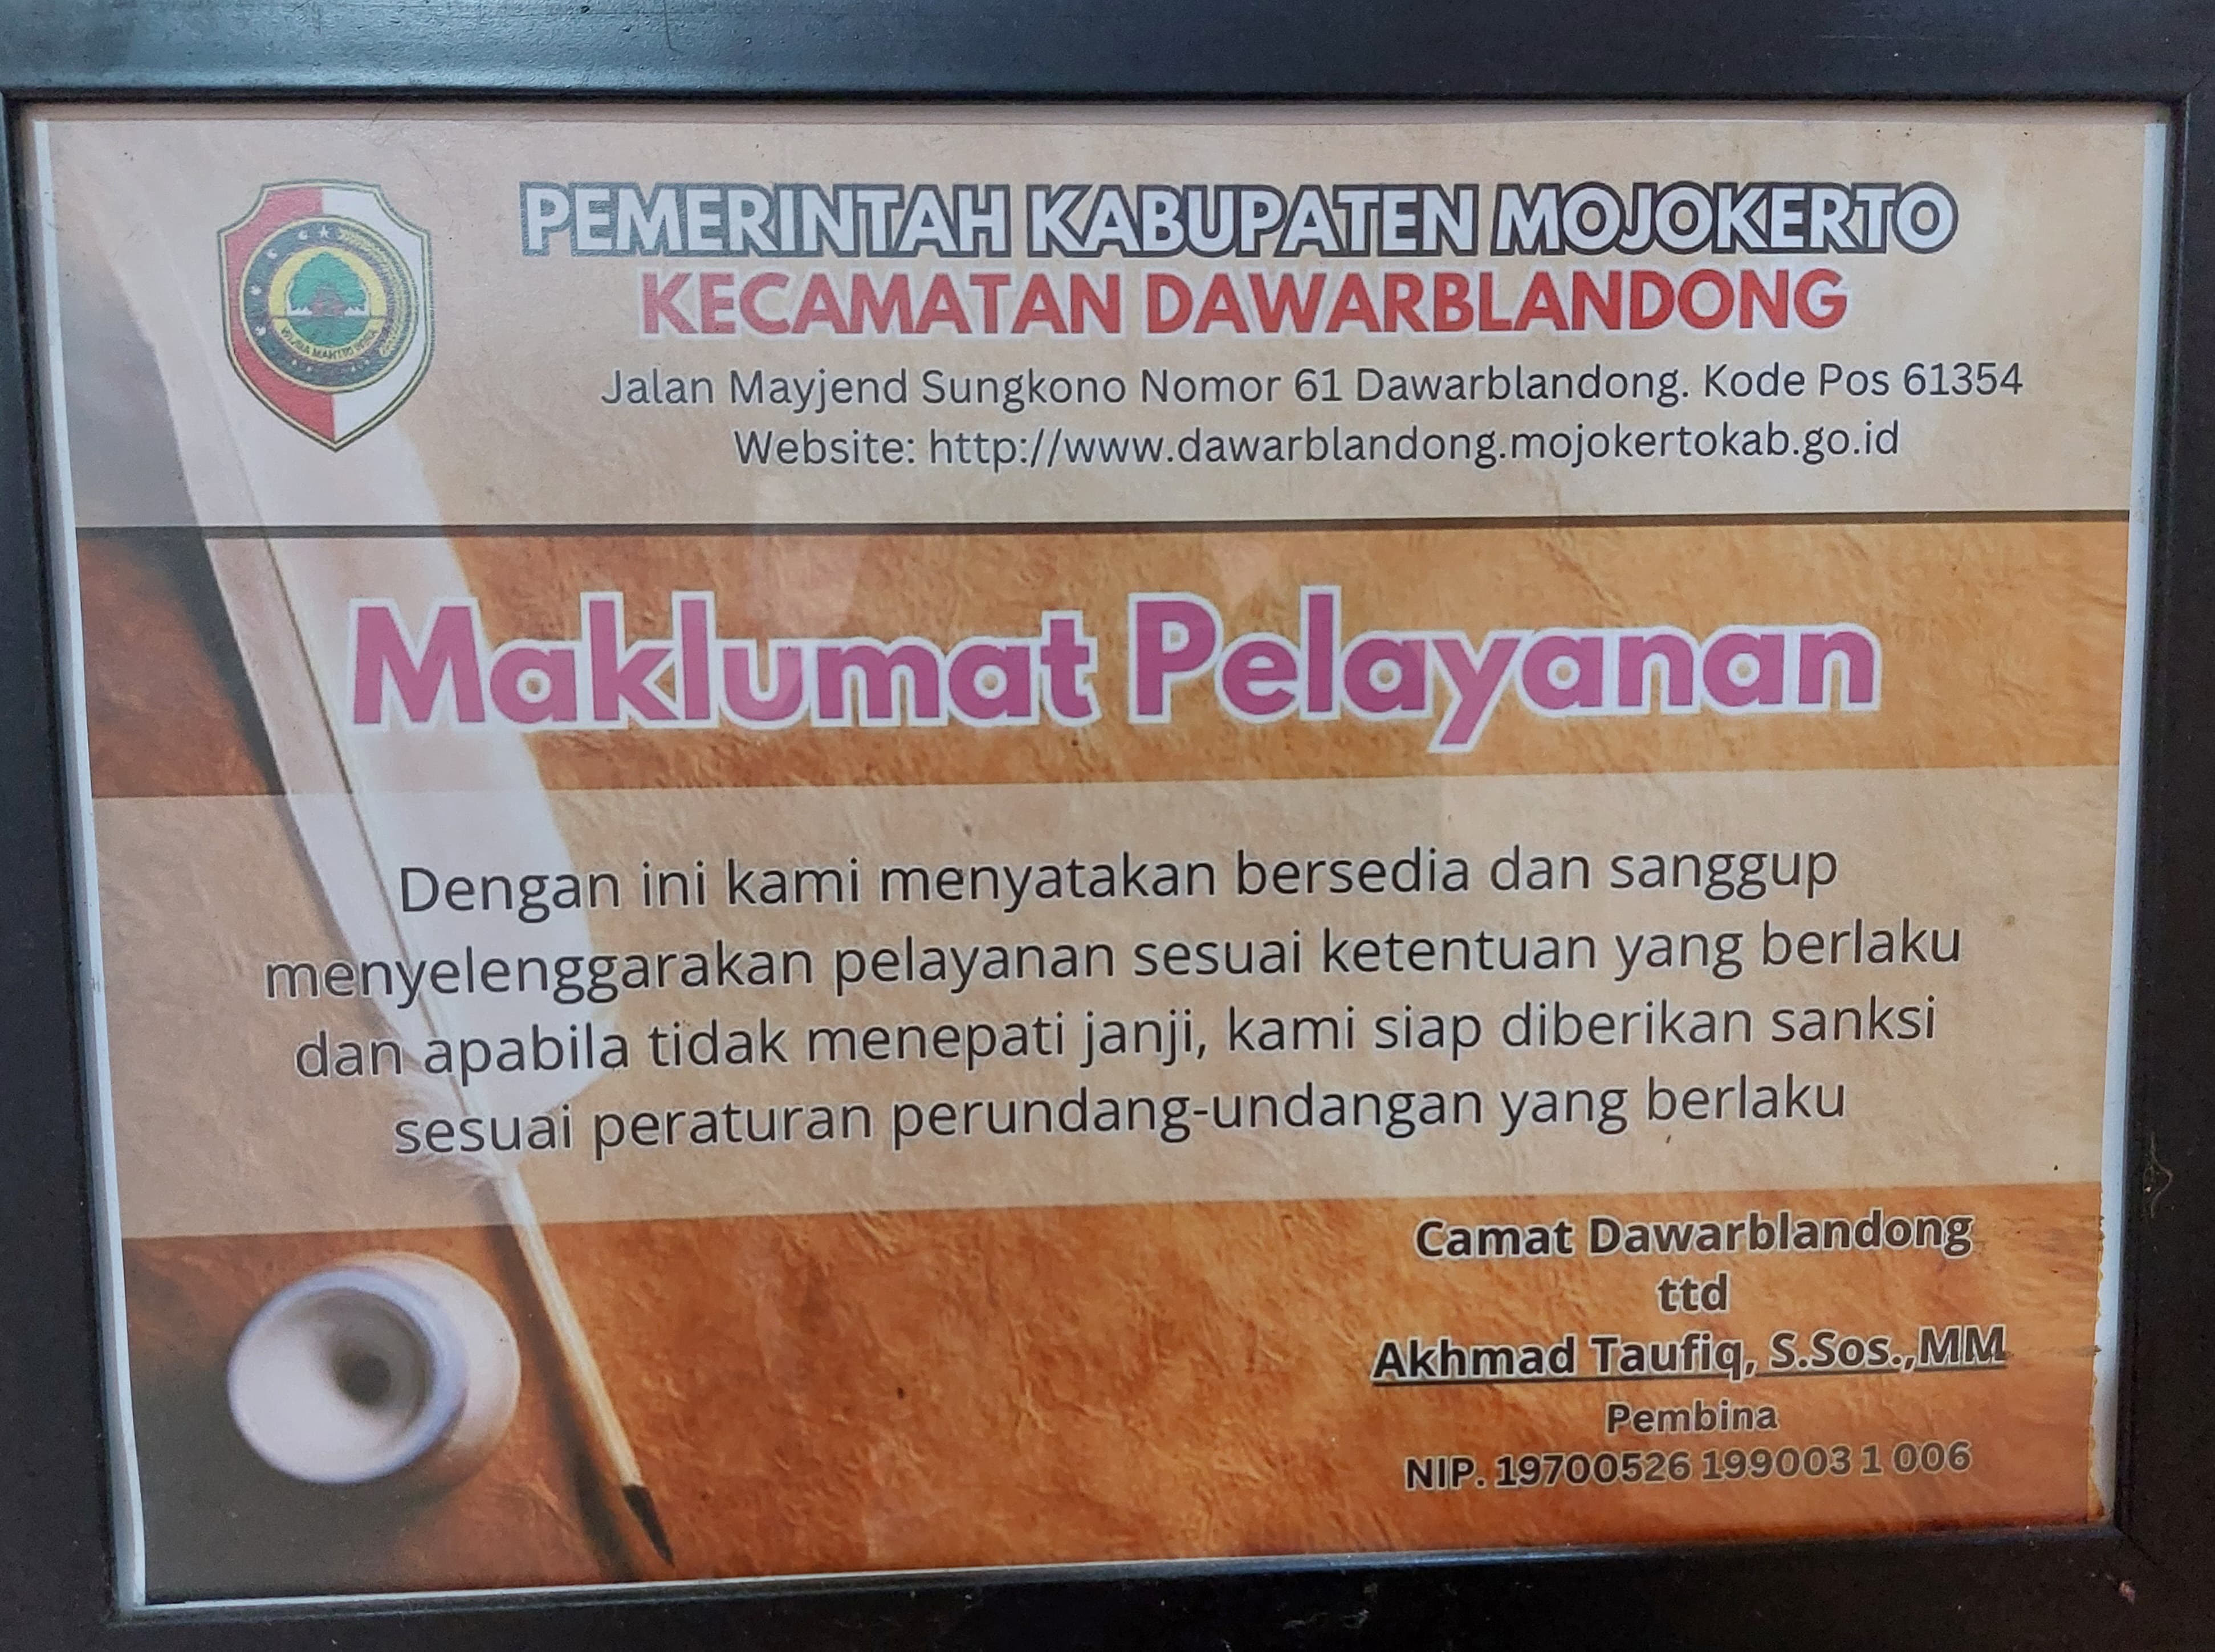 PEMERINTAH KABUPATEN MOJOKERTO
KECAMATAN DAWARBLANDONG
Jalan Mayjend Sungkono Nomor 61 Dawarblandong. Kode Pos 61354
Website: http://www.dawarblandong.mojokertokab.go.id
Maklumat Pelayanan
Dengan ini kami menyatakan bersedia dan sanggup
menyelenggarakan pelayanan sesuai ketentuan yang berlaku
dan apabila tidak menepati janji, kami siap diberikan sanksi
sesuai peraturan perundang-undangan yang berlaku
Camat Dawarblandong
ttd
Akhmad Taufiq, S.Sos.,MM
Pembina
NIP. 19700526 199003 1 006